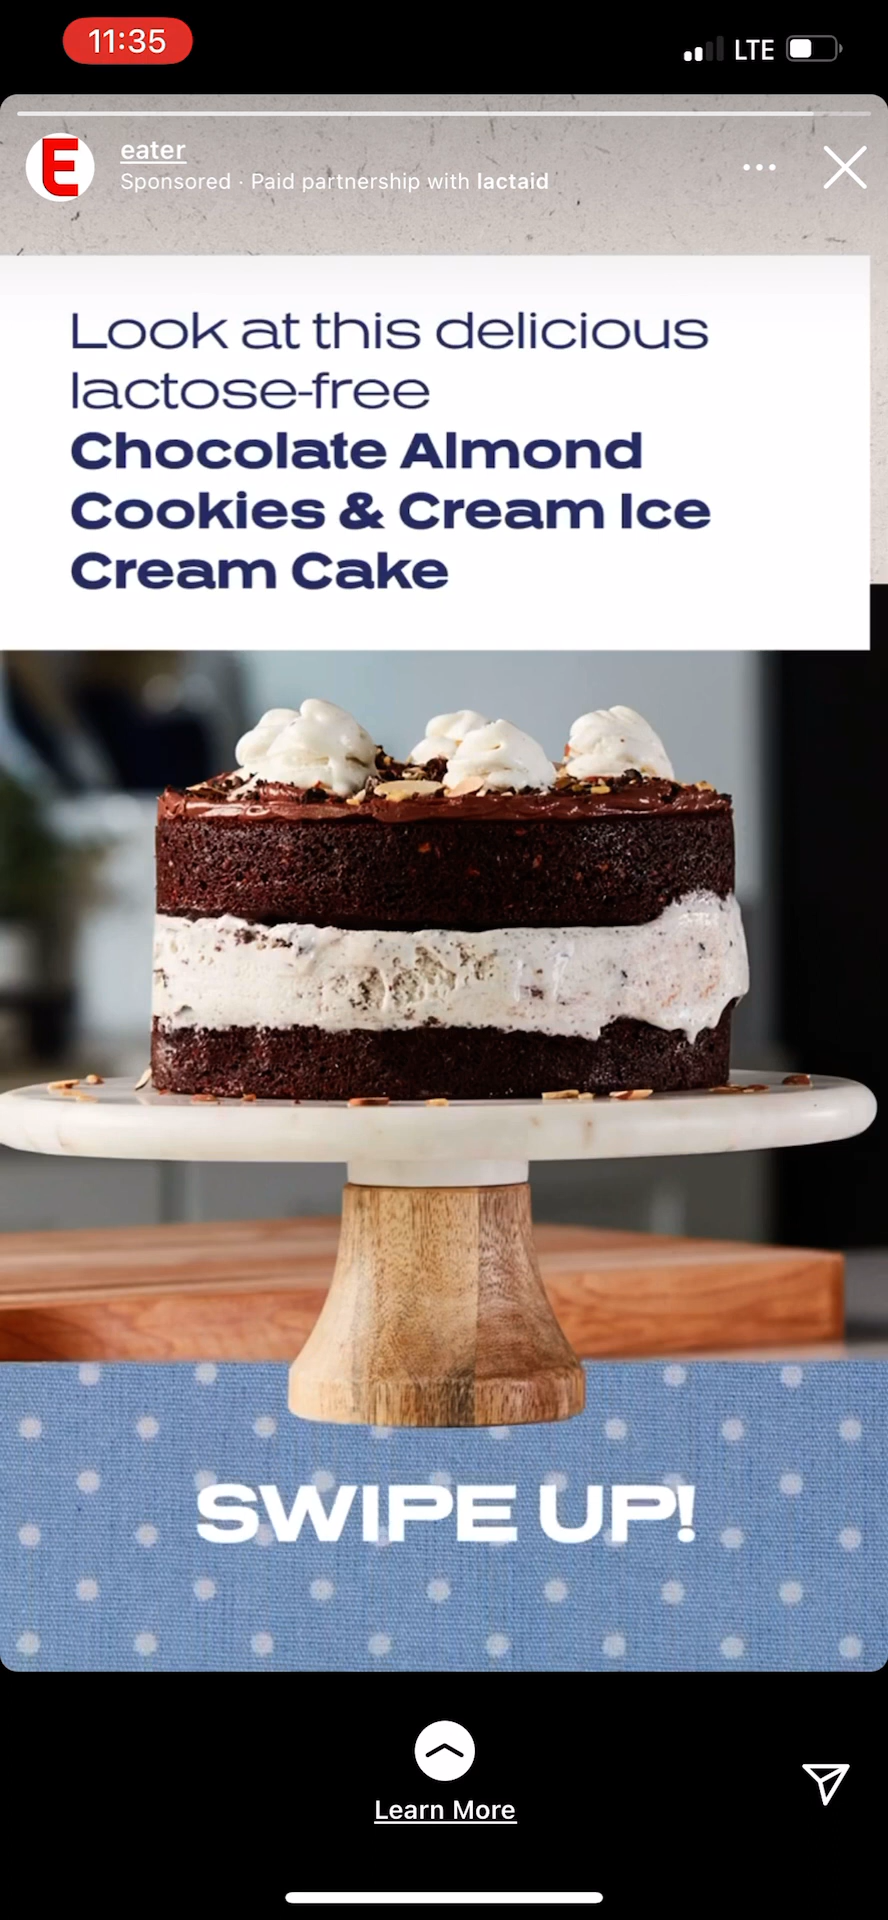 11:35
LTE
E
eater
Sponsored · Paid partnership with lactaid
Look at this delicious
lactose-free
Chocolate Almond
Cookies & Cream Ice
Cream Cake
SWIPE UP!
Learn More